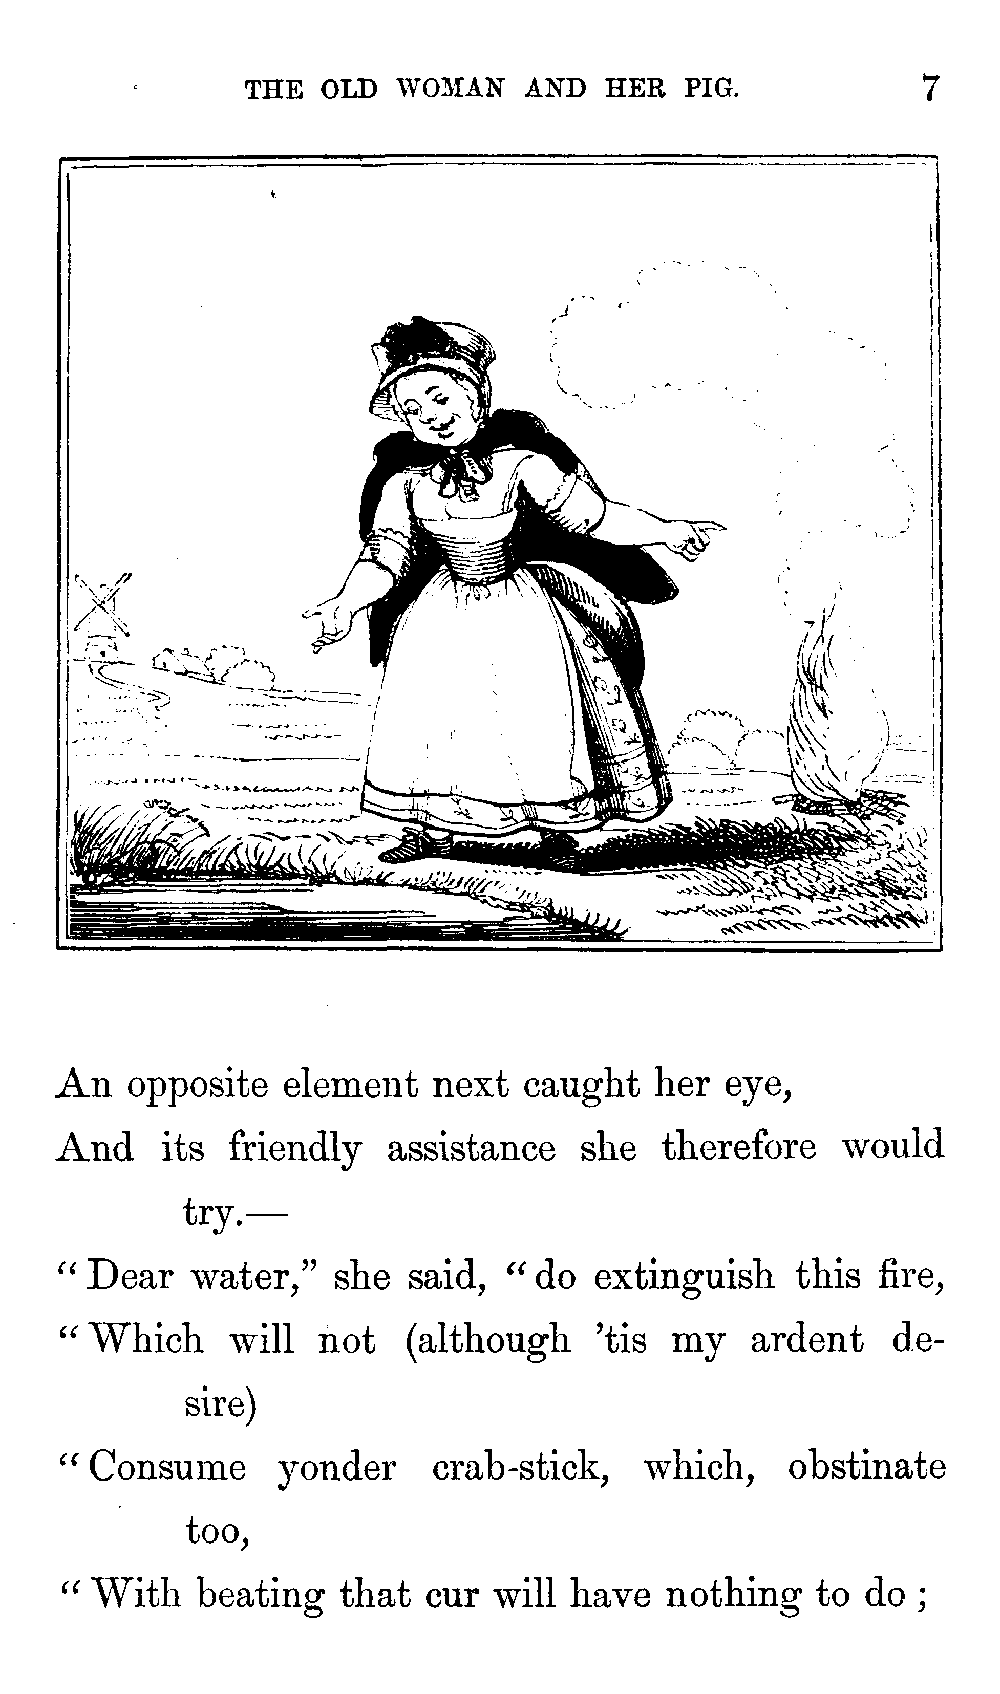 THE OLD WOMAN AND HER PIG. 7
An opposite element next caught her eye,
And its friendly assistance she therefore would
try.—
“ Dear water,” she said, “ do extinguish this fire,
“ Which will not (although ’tis my ardent de-
sire)
“ Consume yonder crab-stick, which, obstinate
too,
“ With beating that cur will have nothing to do ;